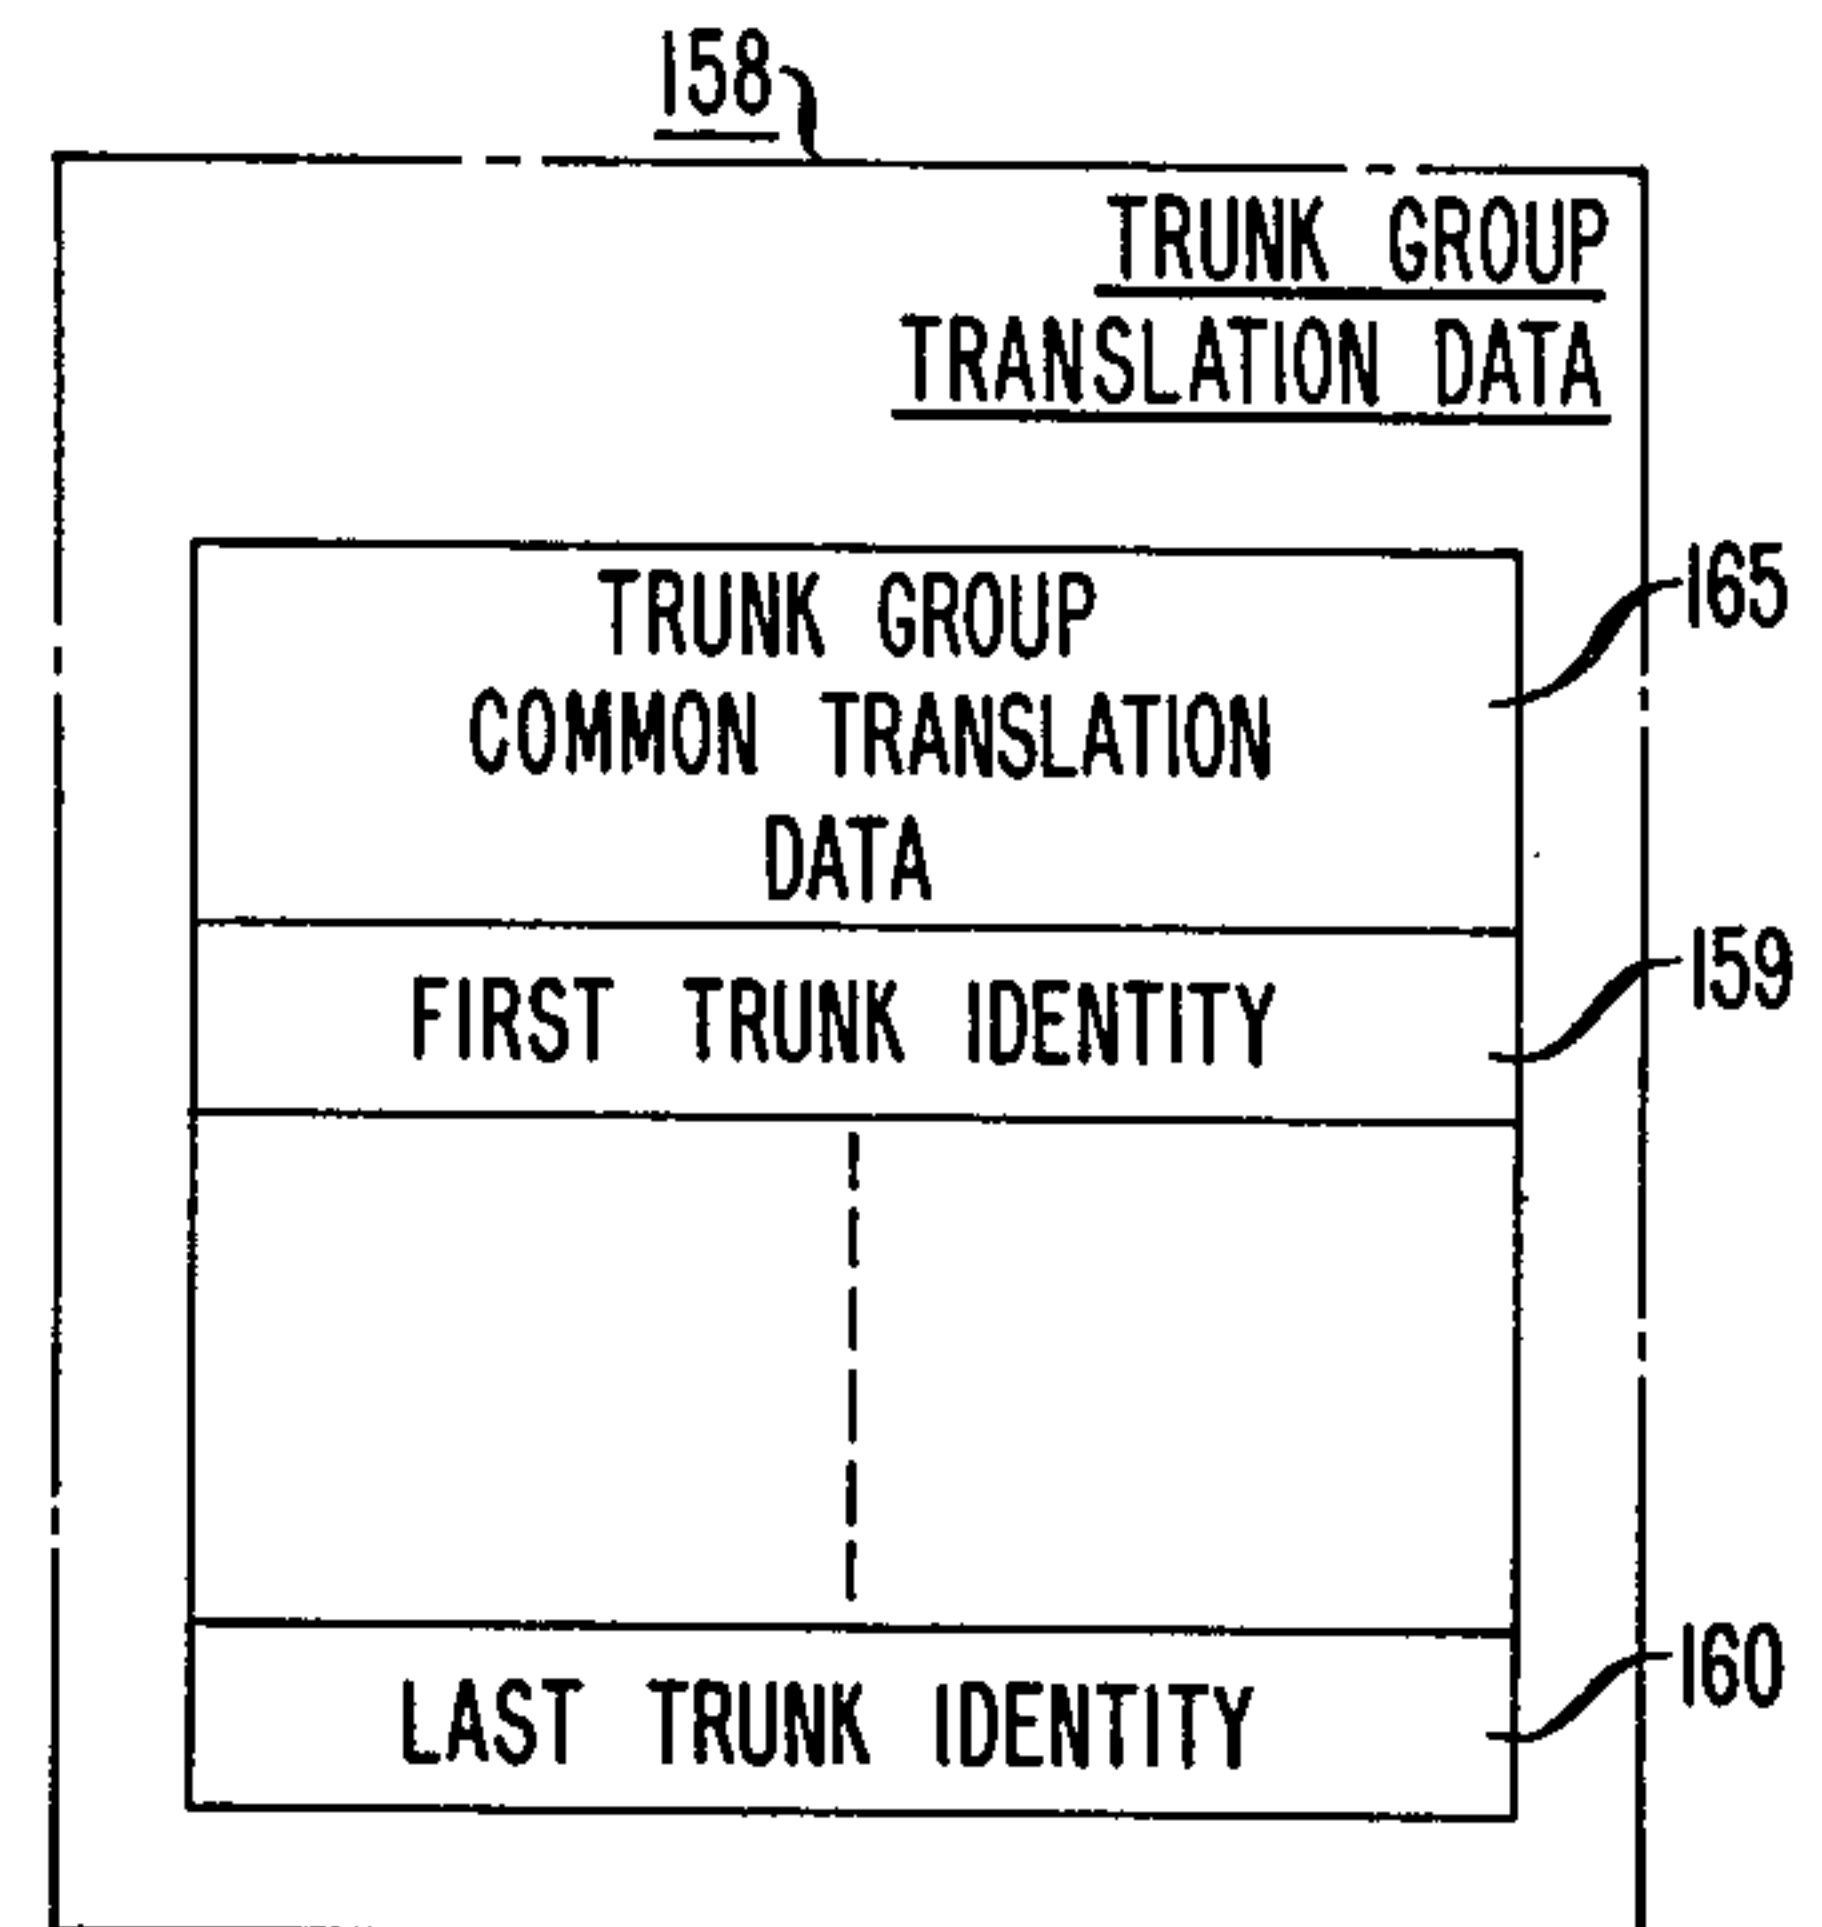 158
TRUNK GROUP
TRANSLATION DATA
TRUNK GROUP
COMMON TRANSLATION
DATA
165
FIRST TRUNK IDENTITY
159
LAST TRUNK IDENTITY
160